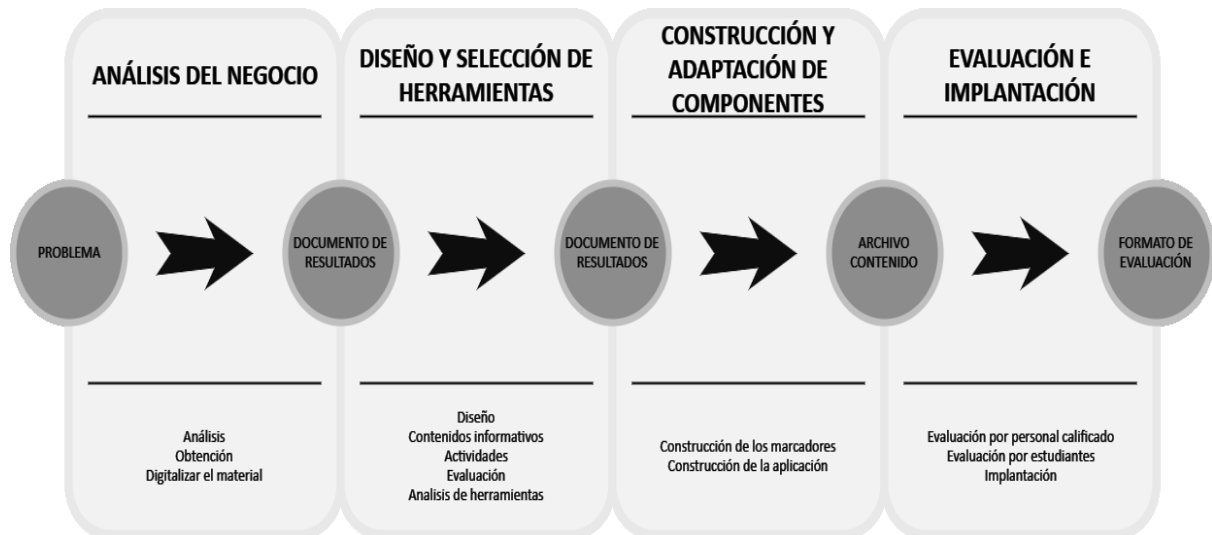 ANÁLISIS DEL NEGOCIO
DISEÑO Y SELECCIÓN DE
HERRAMIENTAS
CONSTRUCCIÓN Y
ADAPTACIÓN DE
COMPONENTES
EVALUACIÓN E
IMPLANTACIÓN
PROBLEMA
DOCUMENTO DE
RESULTADOS
DOCUMENTO DE
RESULTADOS
ARCHIVO
CONTENIDO
FORMATO DE
EVALUACIÓN
Análisis
Obtención
Digitalizar el material
Diseño
Contenidos informativos
Actividades
Evaluación
Analisis de herramientas
Construcción de los marcadores
Construcción de la aplicación
Evaluación por personal calificado
Evaluación por estudiantes
Implantación